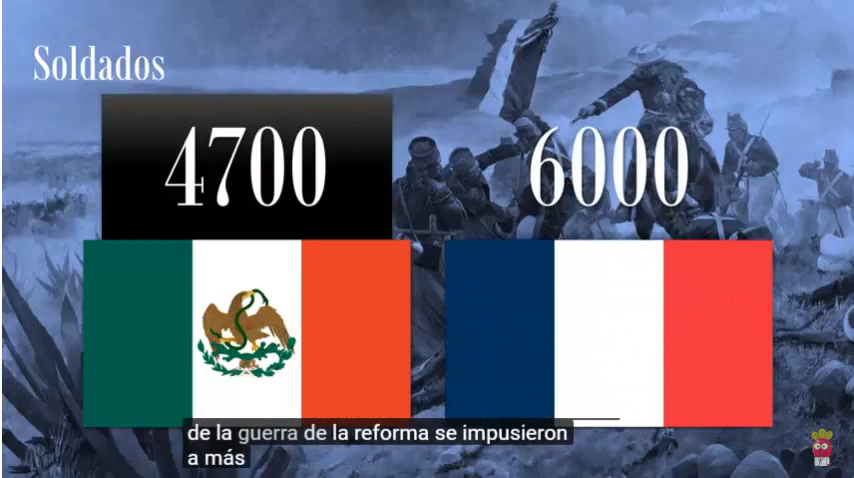 Soldados
4700
6000
de la guerra de la reforma se impusieron
a más